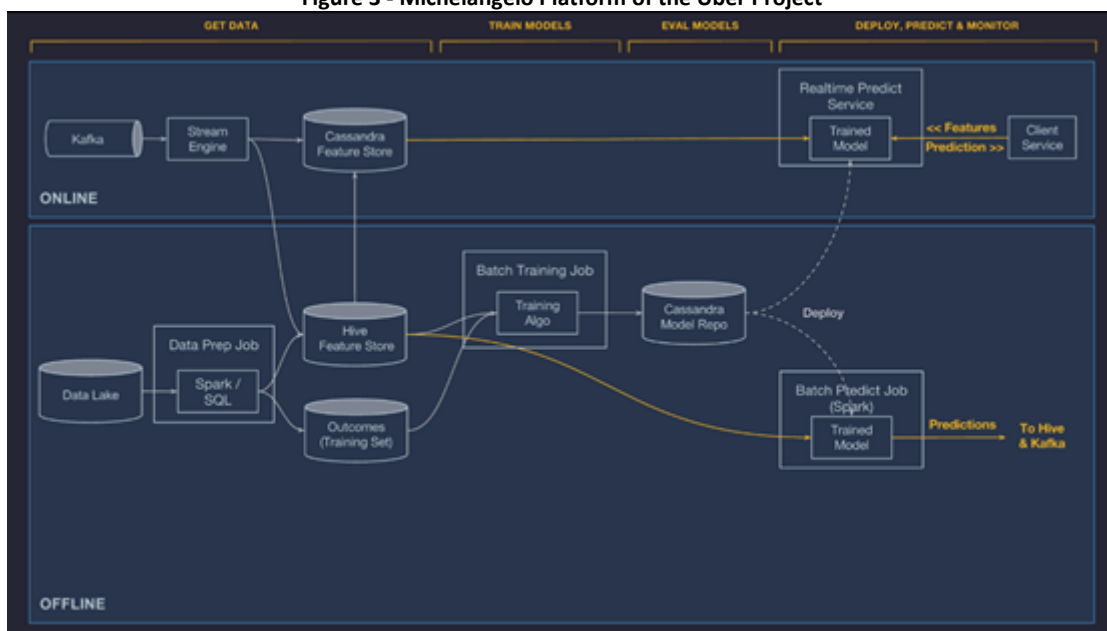 Figure 3 - Michelangelo Platform of the Uber Project
GET DATA
TRAIN MODELS
EVAL MODELS
DEPLOY, PREDICT & MONITOR
Kafka
Stream
Engine
Cassandra
Feature Store
Realtime Predict
Service
Trained
Model
<< Features
Prediction >>
Client
Service
ONLINE
Data Lake
Data Prep Job
Spark /
SQL
Hive
Feature Store
Outcomes
(Training Set)
Batch Training Job
Training
Algo
Cassandra
Model Repo
Deploy
Batch Predict Job
(Spark)
Trained
Model
Predictions
To Hive
& Kafka
OFFLINE